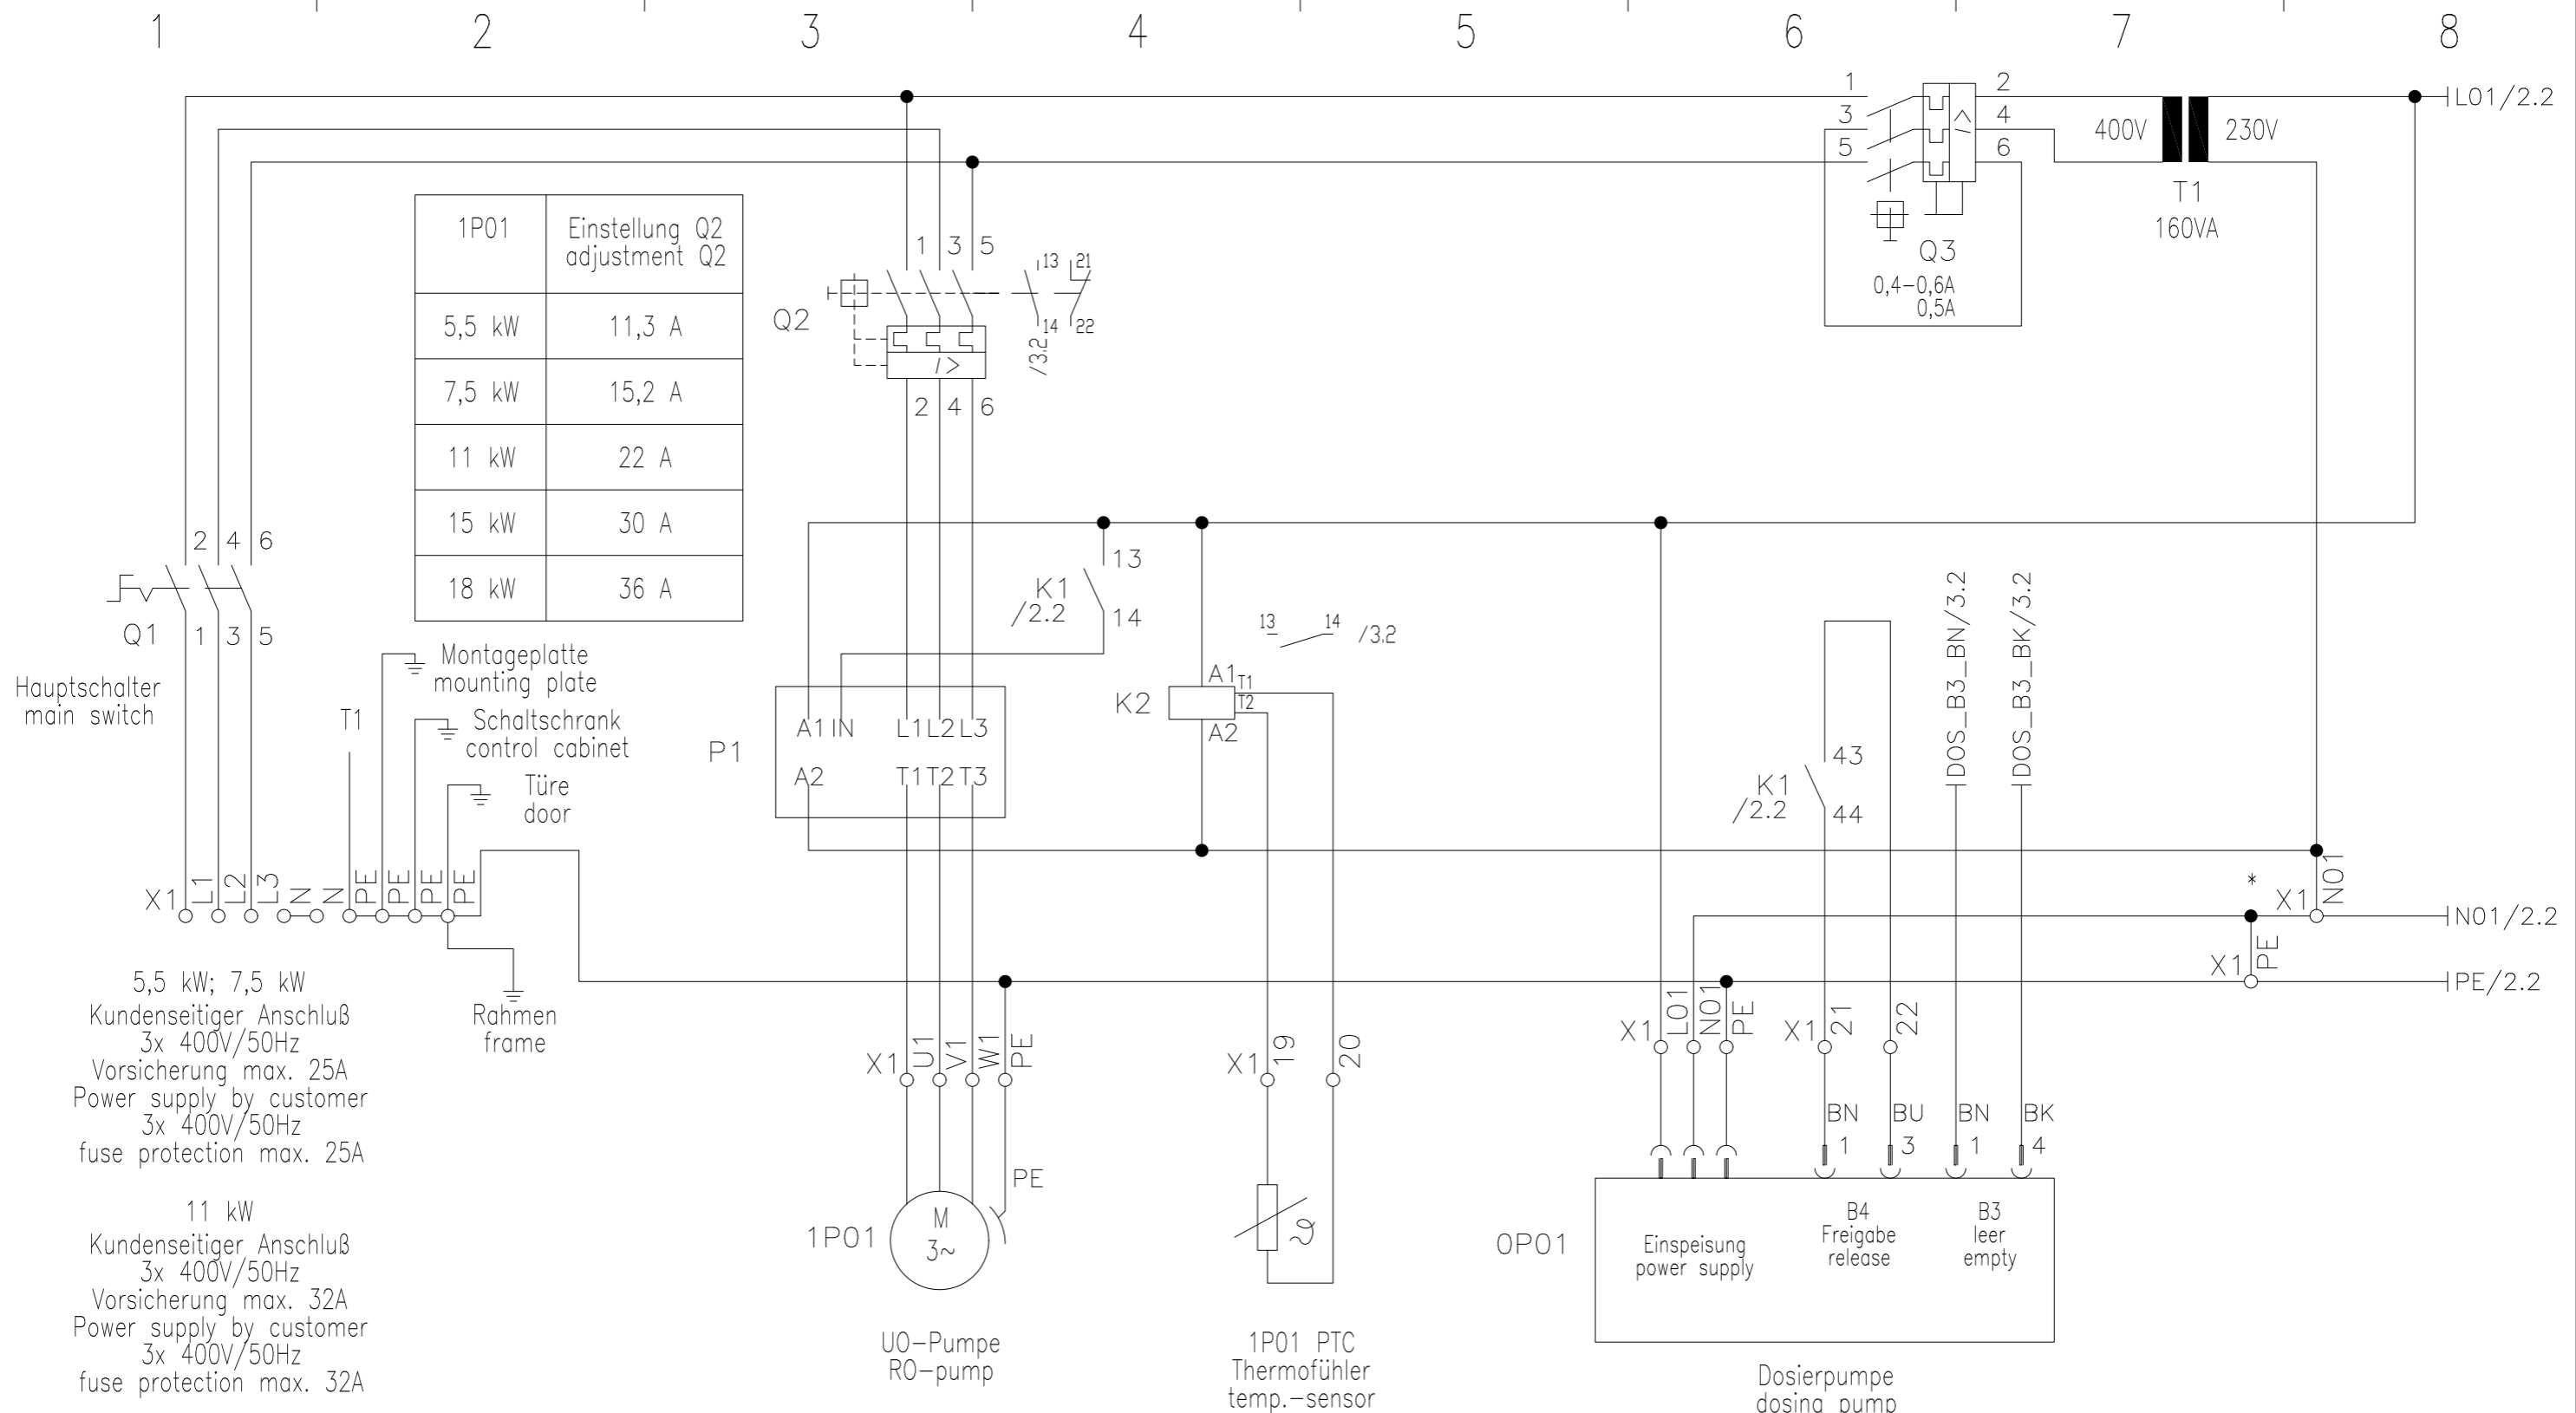 1 2 3 4 5 6 7 8
1 2
3 4
5 6
L01/2.2
400V 230V
T1
160VA
Q3
0,4-0,6A
0,5A
1P01 Einstellung Q2
adjustment Q2
5,5 kW 11,3 A
7,5 kW 15,2 A
11 kW 22 A
15 kW 30 A
18 kW 36 A
1 3 5
13 21
Q2
14 22
/3.2
I>
2 4 6
I>
2 4 6
Q1 1 3 5
Hauptschalter
main switch
Montageplatte
mounting plate
T1
Schaltschrank
control cabinet
Türe
door
X1 L1 L2 L3 N N PE PE PE PE
Rahmen
frame
13
K1
/2.2
14
13 14 /3.2
A1 T1
K2 T2
A2
P1
A1 IN L1 L2 L3
A2 T1 T2 T3
43
K1
/2.2
44
DOS_B3_BN/3.2
DOS_B3_BK/3.2
*
X1 N01
N01/2.2
X1 PE
PE/2.2
5,5 kW; 7,5 kW
Kundenseitiger Anschluß
3x 400V/50Hz
Vorsicherung max. 25A
Power supply by customer
3x 400V/50Hz
fuse protection max. 25A
11 kW
Kundenseitiger Anschluß
3x 400V/50Hz
Vorsicherung max. 32A
Power supply by customer
3x 400V/50Hz
fuse protection max. 32A
X1 U1 V1 W1 PE
PE
1P01
M
3~
UO-Pumpe
RO-pump
X1 19 20
ϑ
1P01 PTC
Thermofühler
temp.-sensor
X1 L01 N01 PE
X1 21 22
BN BU BN BK
1 3 1 4
0P01
Einspeisung
power supply
B4
Freigabe
release
B3
leer
empty
Dosierpumpe
dosing pump